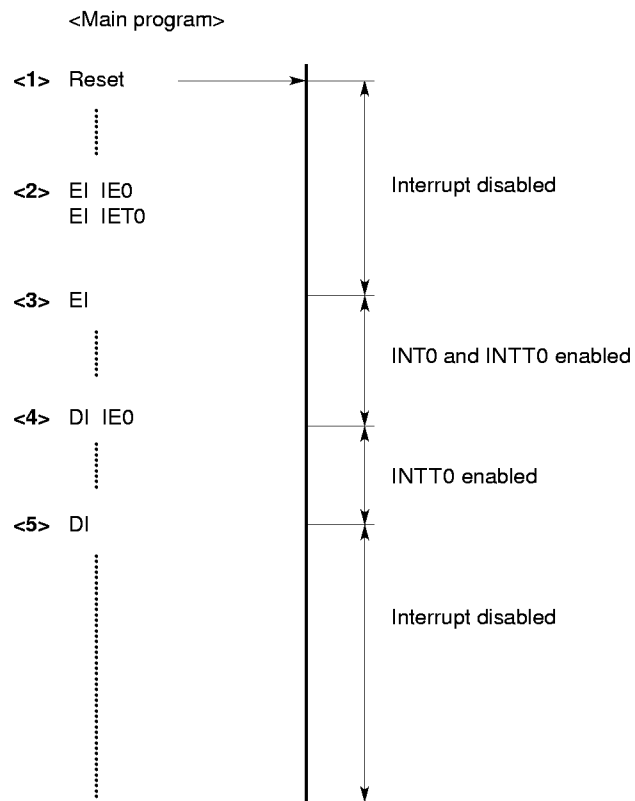 <Main program>
<1> Reset
<2> EI IE0
EI IET0
Interrupt disabled
<3> EI
INT0 and INTT0 enabled
<4> DI IE0
INTT0 enabled
<5> DI
Interrupt disabled